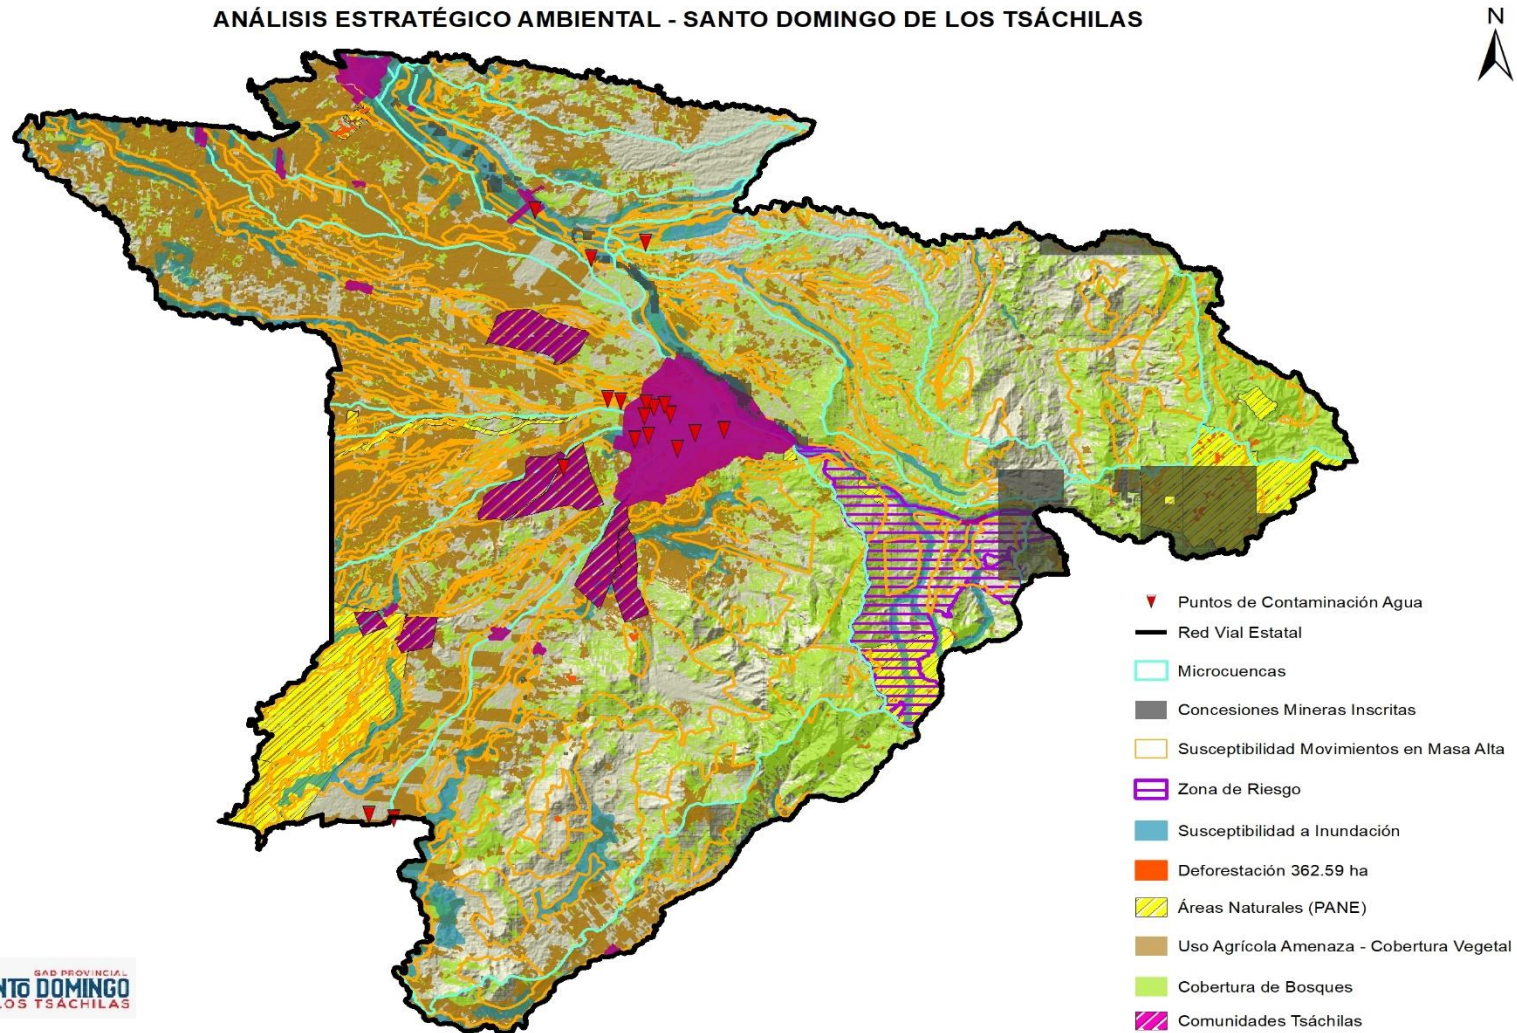 ANÁLISIS ESTRATÉGICO AMBIENTAL - SANTO DOMINGO DE LOS TSÁCHILAS
N
Puntos de Contaminación Agua
Red Vial Estatal
Microcuencas
Concesiones Mineras Inscritas
Susceptibilidad Movimientos en Masa Alta
Zona de Riesgo
Susceptibilidad a Inundación
Deforestación 362.59 ha
Áreas Naturales (PANE)
Uso Agrícola Amenaza - Cobertura Vegetal
Cobertura de Bosques
Comunidades Tsáchilas
GAD PROVINCIAL
NTO DOMINGO
LOS TSÁCHILAS